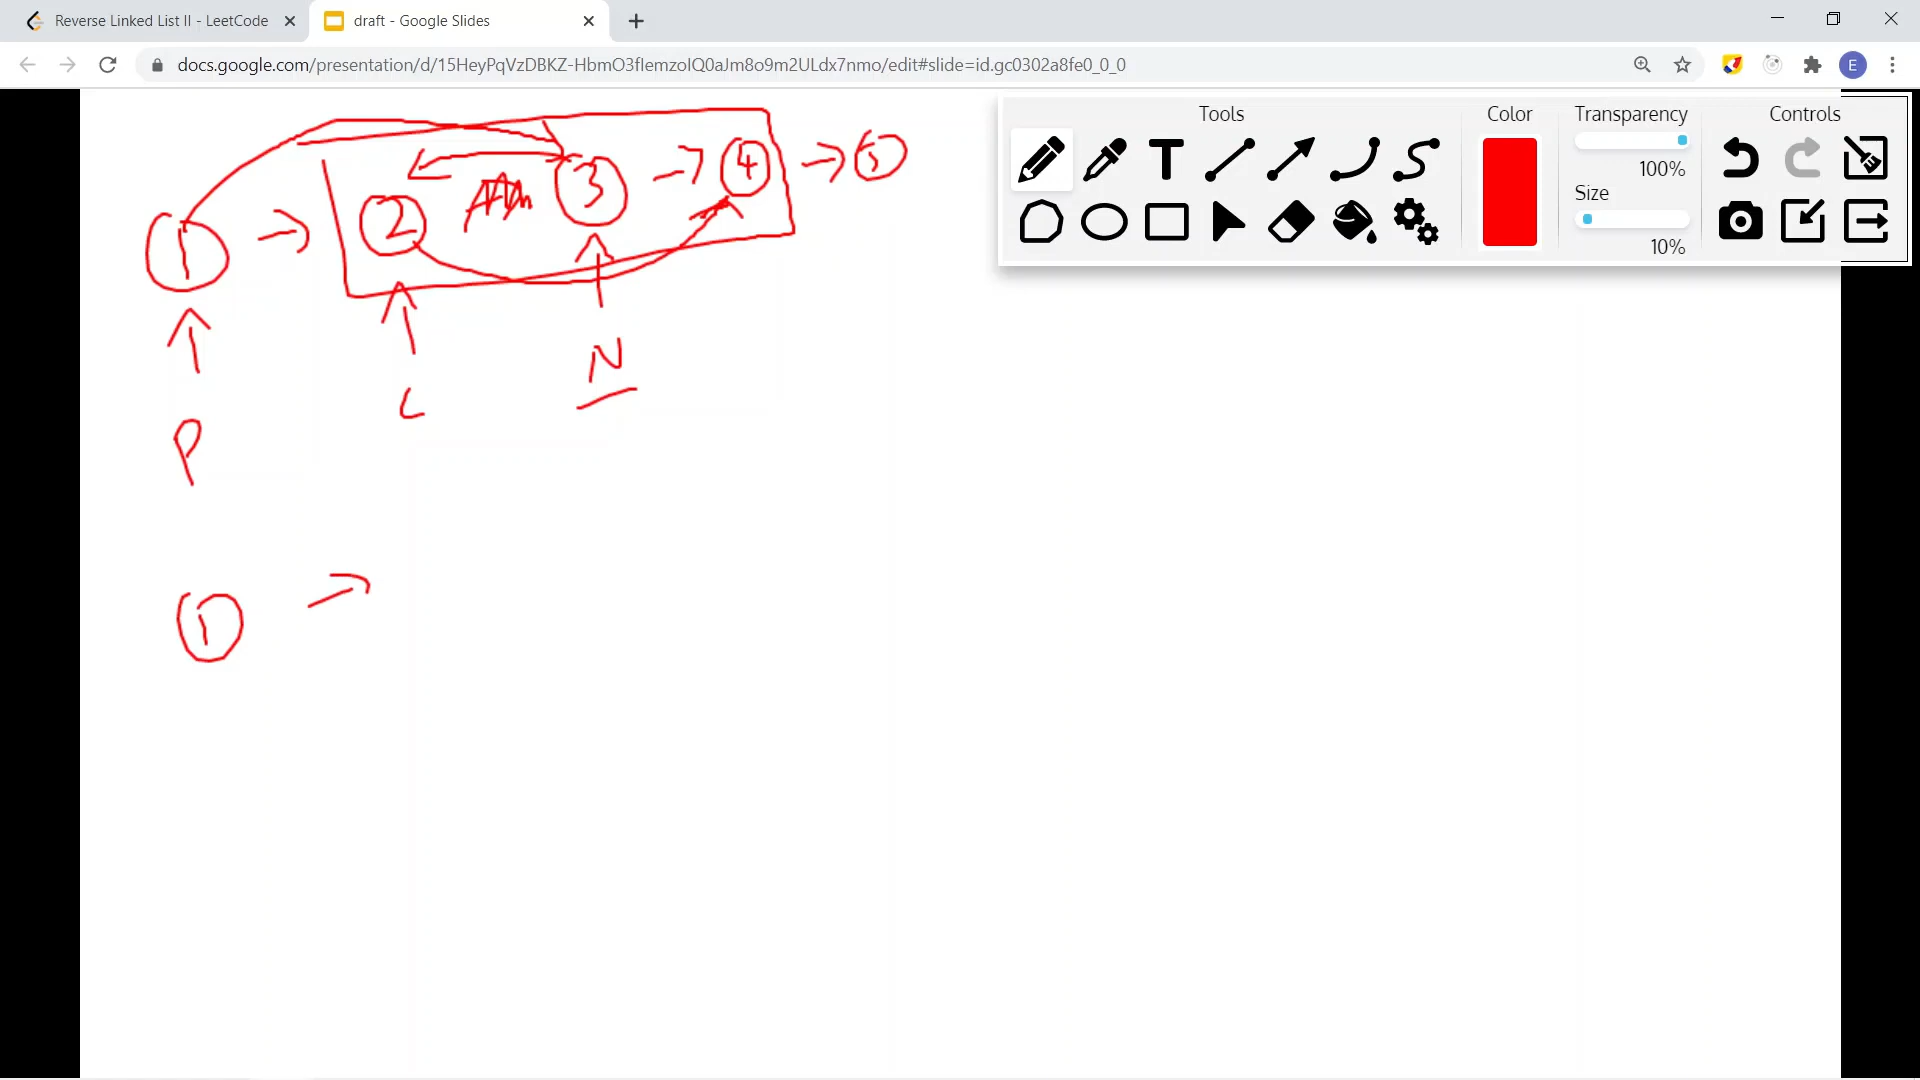 Reverse Linked List II - LeetCode
draft - Google Slides
docs.google.com/presentation/d/15HeyPqVzDBKZ-HbmO3fIemzoIQ0aJm8o9m2ULdx7nmo/edit#slide=id.gc0302a8fe0_0_0
E
Tools
Color
Transparency
Controls
100%
Size
10%
T
1 → 2 3 → 4 → 5
P
C
N
1 →